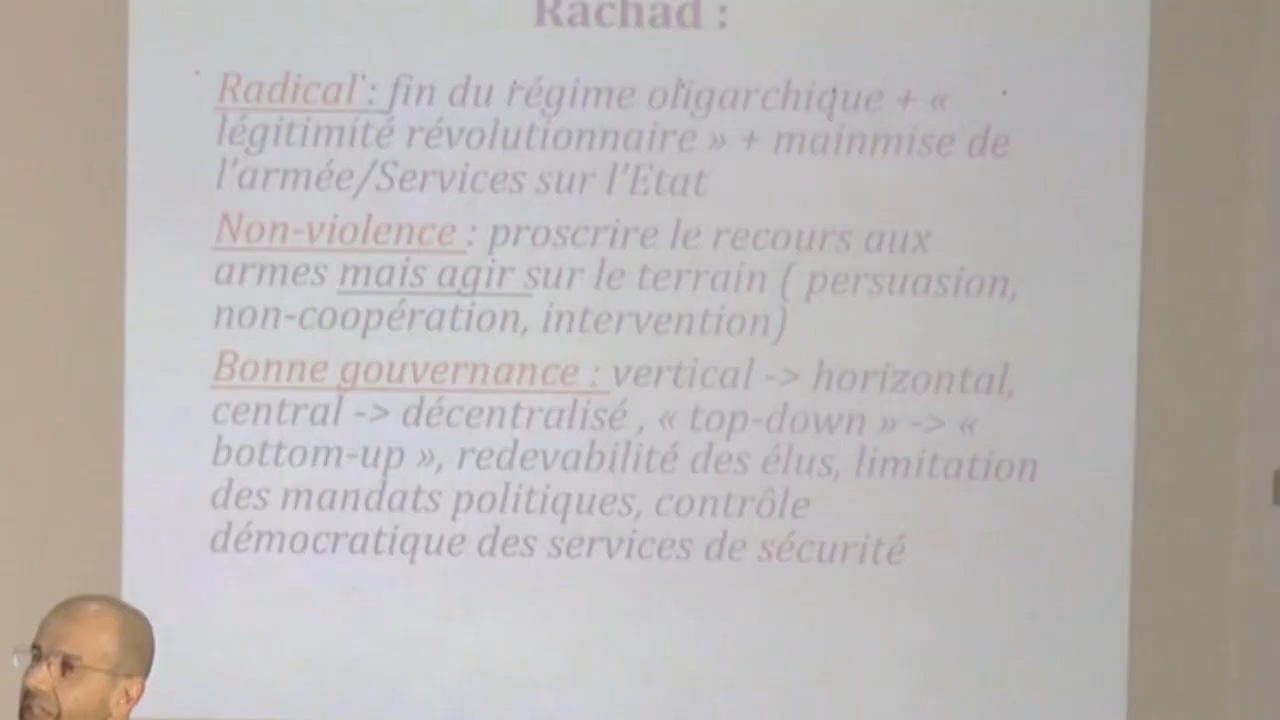 Rachad :
Radical : fin du régime oligarchique + «
légitimité révolutionnaire » + mainmise de
l'armée/Services sur l'Etat
Non-violence : proscrire le recours aux
armes mais agir sur le terrain ( persuasion,
non-coopération, intervention)
Bonne gouvernance : vertical -> horizontal,
central -> décentralisé , « top-down » -> «
bottom-up », redevabilité des élus, limitation
des mandats politiques, contrôle
démocratique des services de sécurité